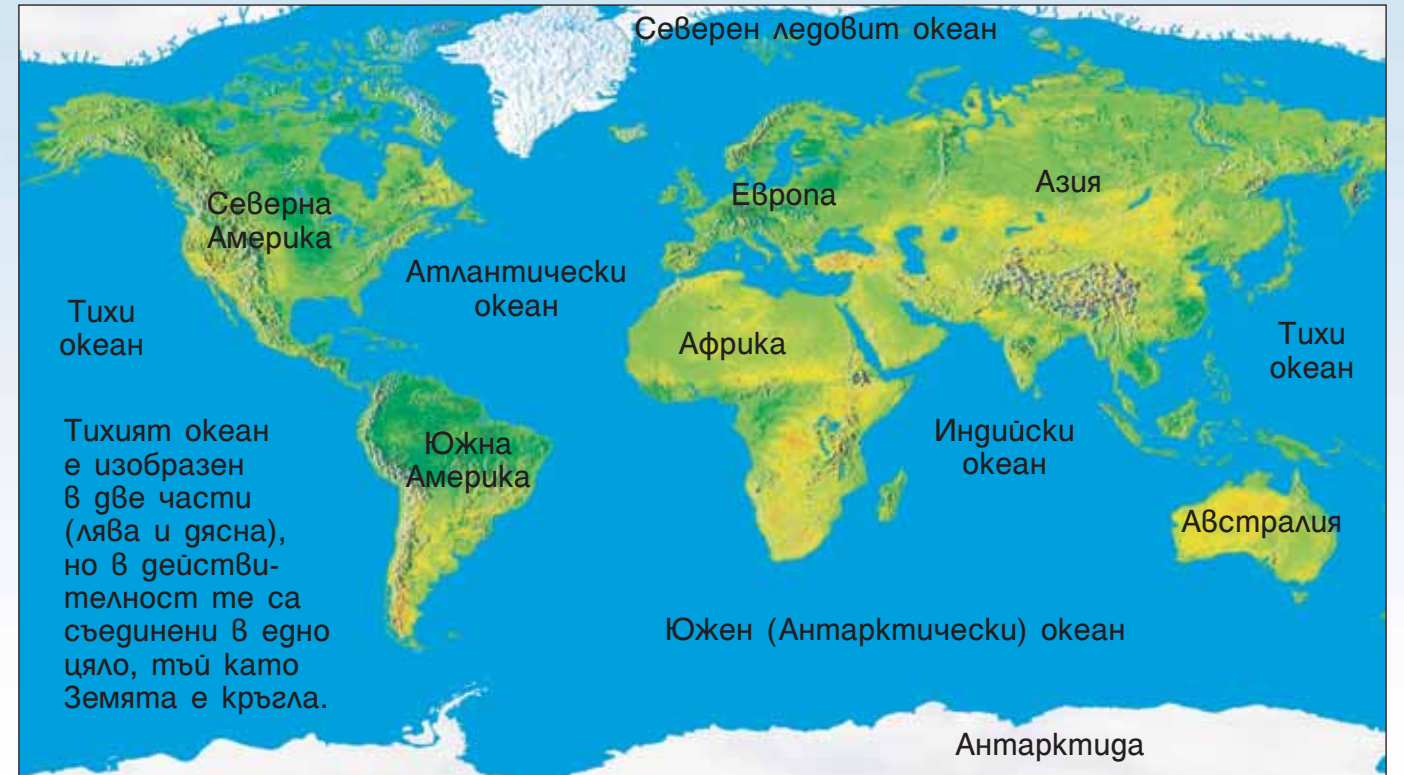 Северен ледовит океан
Северна
Америка
Европа
Азия
Атлантически
океан
Тихи
океан
Африка
Тихи
океан
Тихият океан
е изобразен
в две части
(лява и дясна),
но в действи-
телност те са
съединени в едно
цяло, тъй като
Земята е кръгла.
Южна
Америка
Индийски
океан
Австралия
Южен (Антарктически) океан
Антарктида